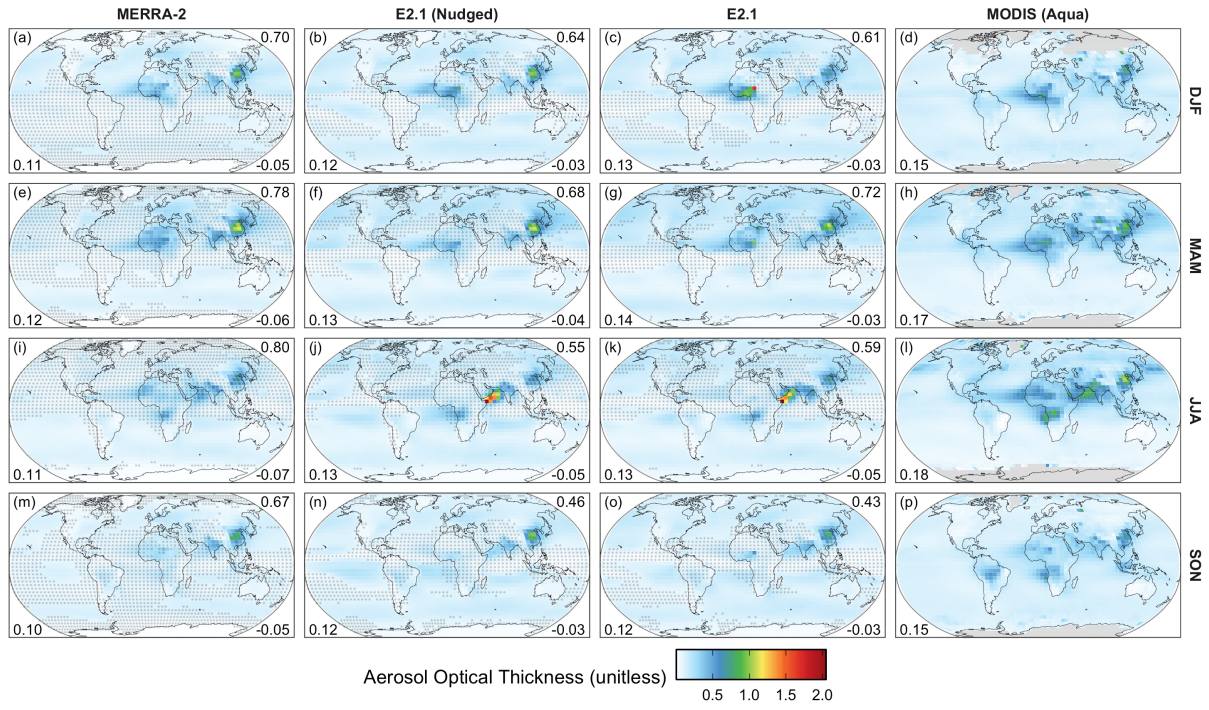 MERRA-2 E2.1 (Nudged) E2.1 MODIS (Aqua)
(a) 0.70 (b) 0.64 (c) 0.61 (d)
DJF
0.11 -0.05 0.12 -0.03 0.13 -0.03 0.15
(e) 0.78 (f) 0.68 (g) 0.72 (h)
MAM
0.12 -0.06 0.13 -0.04 0.14 -0.03 0.17
(i) 0.80 (j) 0.55 (k) 0.59 (l)
JJA
0.11 -0.07 0.13 -0.05 0.13 -0.05 0.18
(m) 0.67 (n) 0.46 (o) 0.43 (p)
SON
0.10 -0.05 0.12 -0.03 0.12 -0.03 0.15
Aerosol Optical Thickness (unitless)
0.5 1.0 1.5 2.0